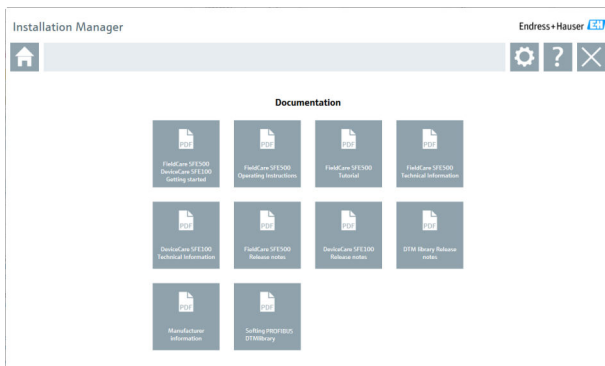 Installation Manager
Endress+Hauser EH
?
Documentation
PDF
FieldCare SFE500
DeviceCare SFE100
Getting started
PDF
FieldCare SFE500
Operating Instructions
PDF
FieldCare SFE500
Tutorial
PDF
FieldCare SFE500
Technical Information
PDF
DeviceCare SFE100
Technical Information
PDF
FieldCare SFE500
Release notes
PDF
DeviceCare SFE100
Release notes
PDF
DTM library Release
notes
PDF
Manufacturer
Information
PDF
Softing PROFIBUS
DTMlibrary